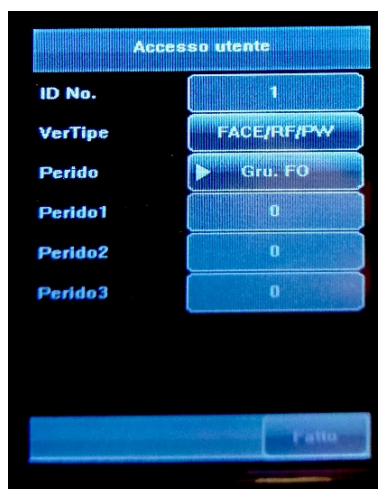 Accesso utente
ID No. 1
VerTipe FACE/RF/PW
Perido Gru. FO
Perido1 0
Perido2 0
Perido3 0
Fatto